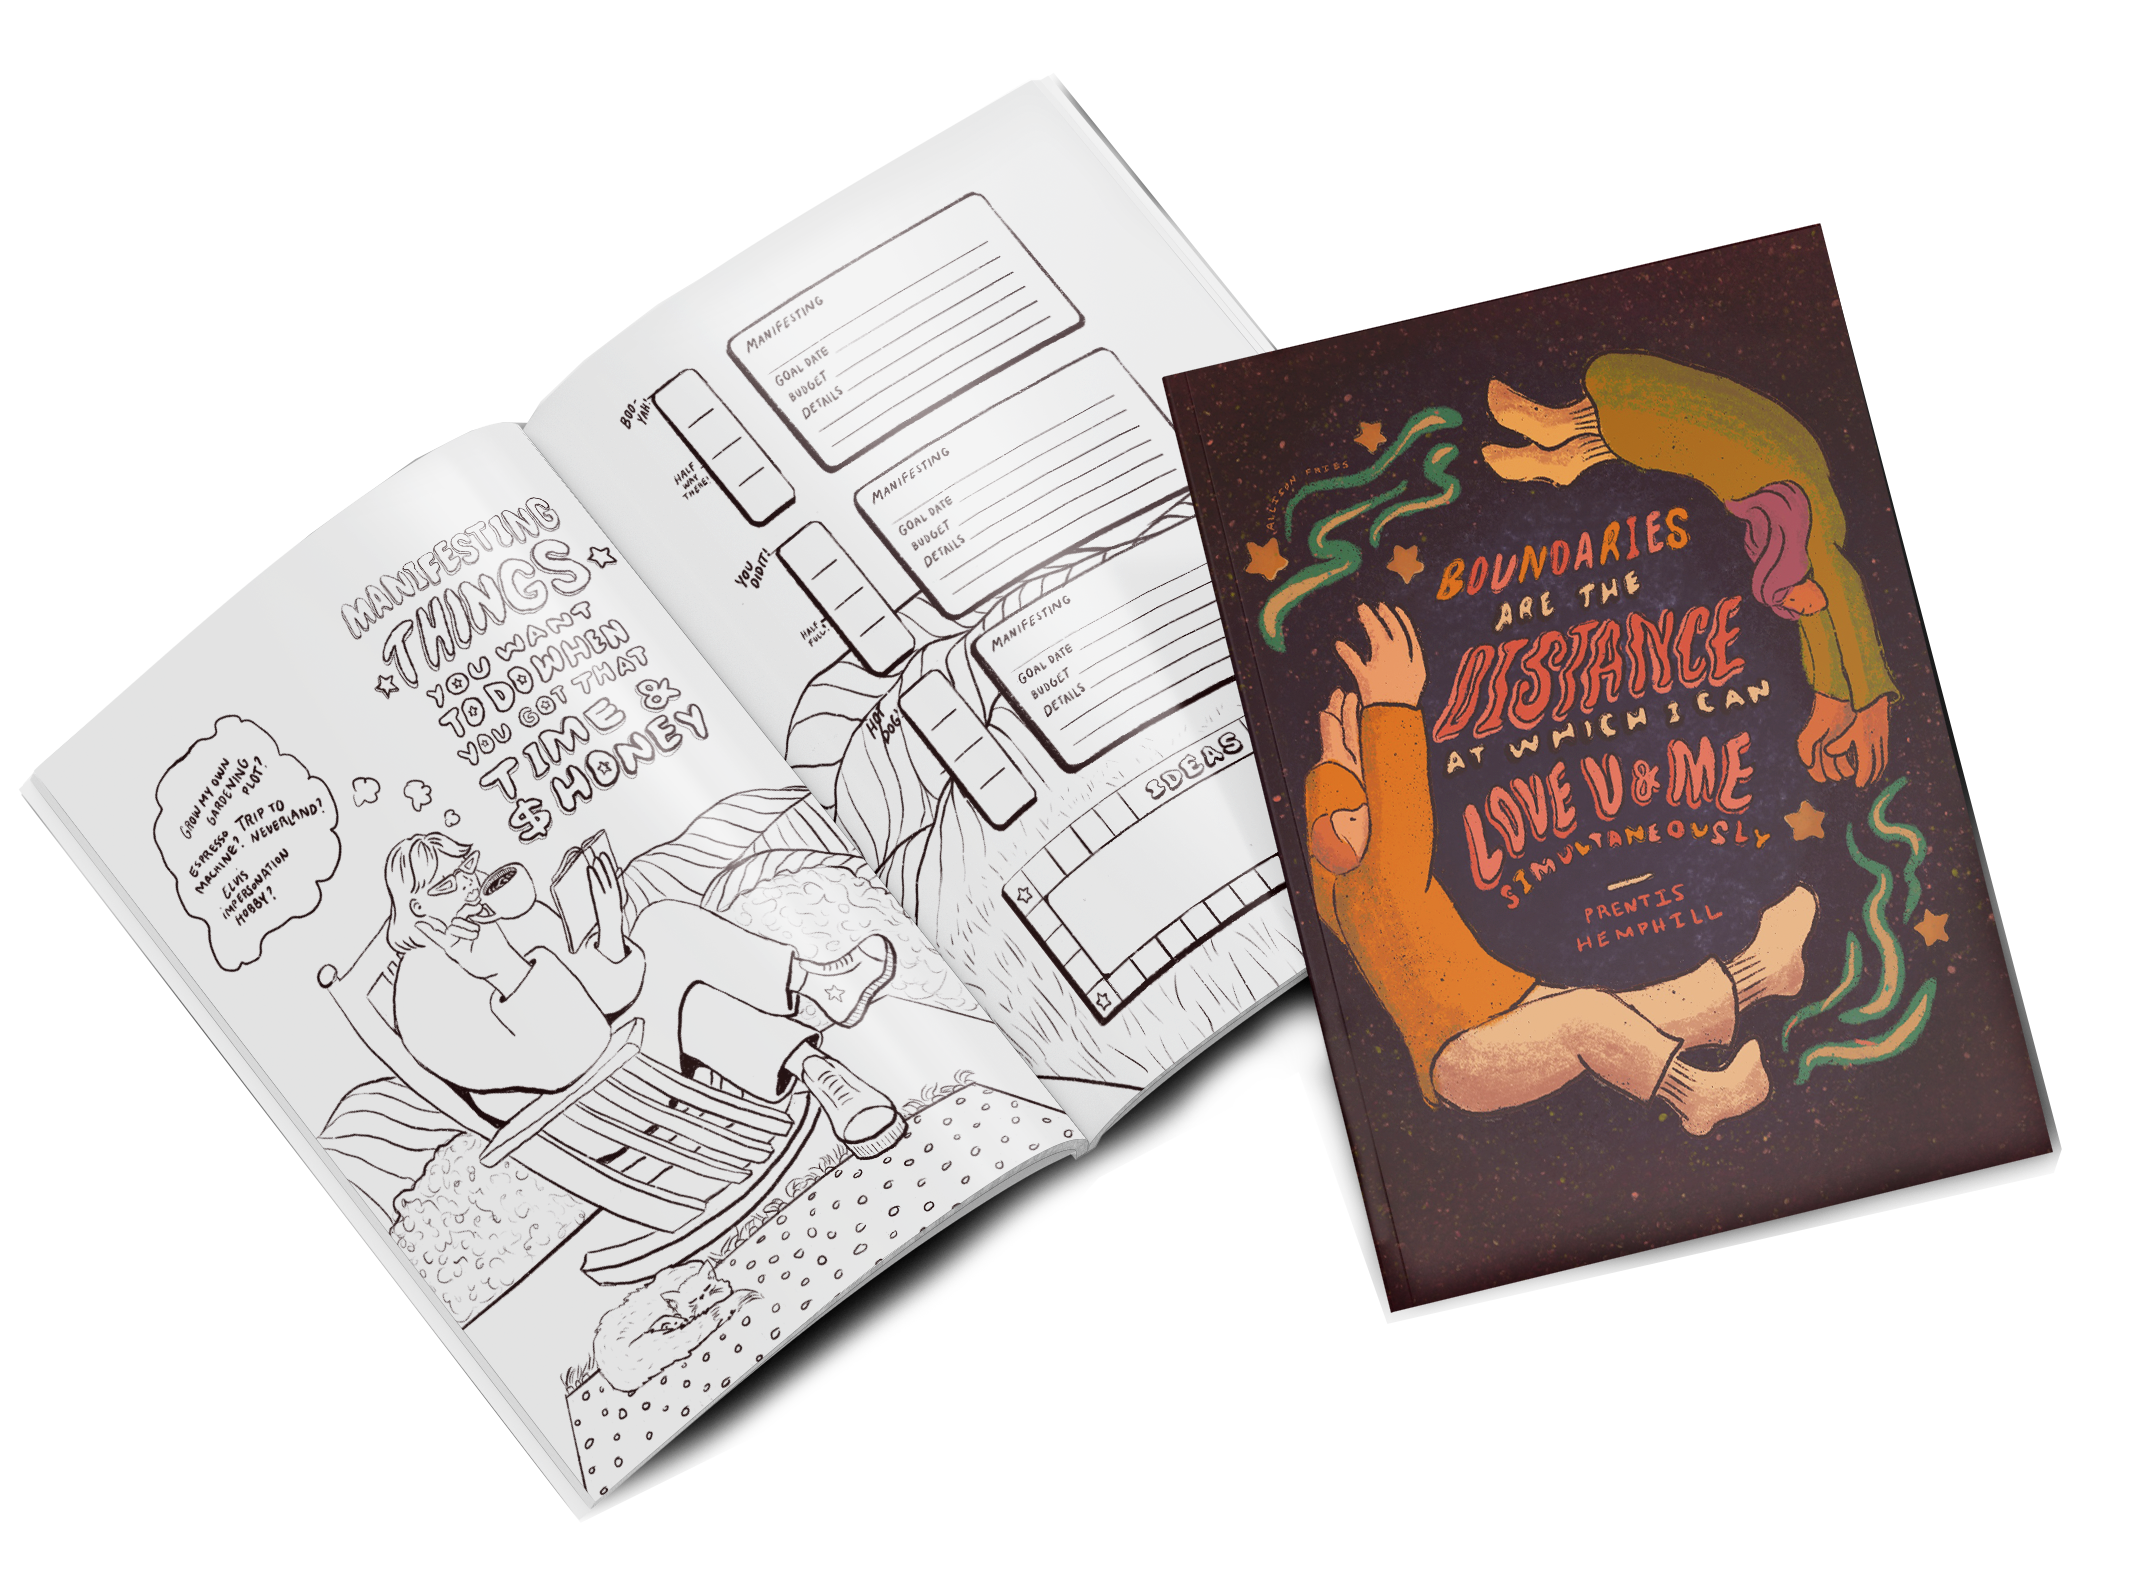 MANIFESTING
THINGS
YOU WANT
TO DO WHEN
YOU GOT THAT
TIME &
$ HONEY
GROW MY OWN
GARDENING
PLOT?
ESPRESSO
MACHINE?
TRIP TO
NEVERLAND?
ELVIS
IMPERSONATION
HOBBY?
BOO-
YAH!
HALF
WAY
THERE!
MANIFESTING
GOAL DATE
BUDGET
DETAILS
YOU
DID IT!
HALF
FULL!
MANIFESTING
GOAL DATE
BUDGET
DETAILS
HOT
DOG!
MANIFESTING
GOAL DATE
BUDGET
DETAILS
IDEAS
ALLISON FRIES
BOUNDARIES
ARE THE
DISTANCE
AT WHICH I CAN
LOVE U & ME
SIMULTANEOUSLY
PRENTIS
HEMPHILL